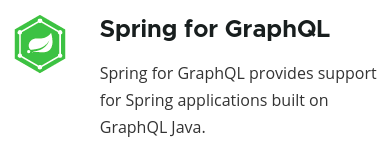 Spring for GraphQL
Spring for GraphQL provides support
for Spring applications built on
GraphQL Java.